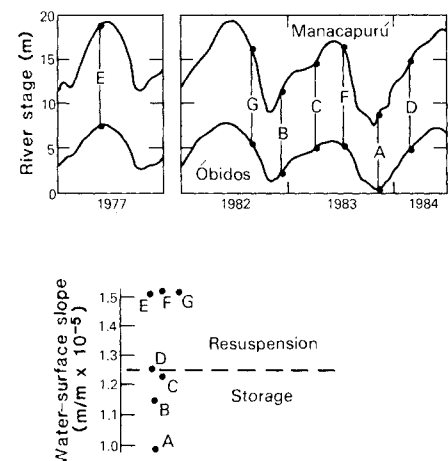 River stage (m)
20
15
10
5
0
E
1977
Manacapurú
G
B
C
F
A
D
Óbidos
1982
1983
1984
Water-surface slope
(m/m x 10⁻⁵)
1.5
1.4
1.3
1.2
1.1
1.0
E
F
G
D
C
B
A
Resuspension
Storage